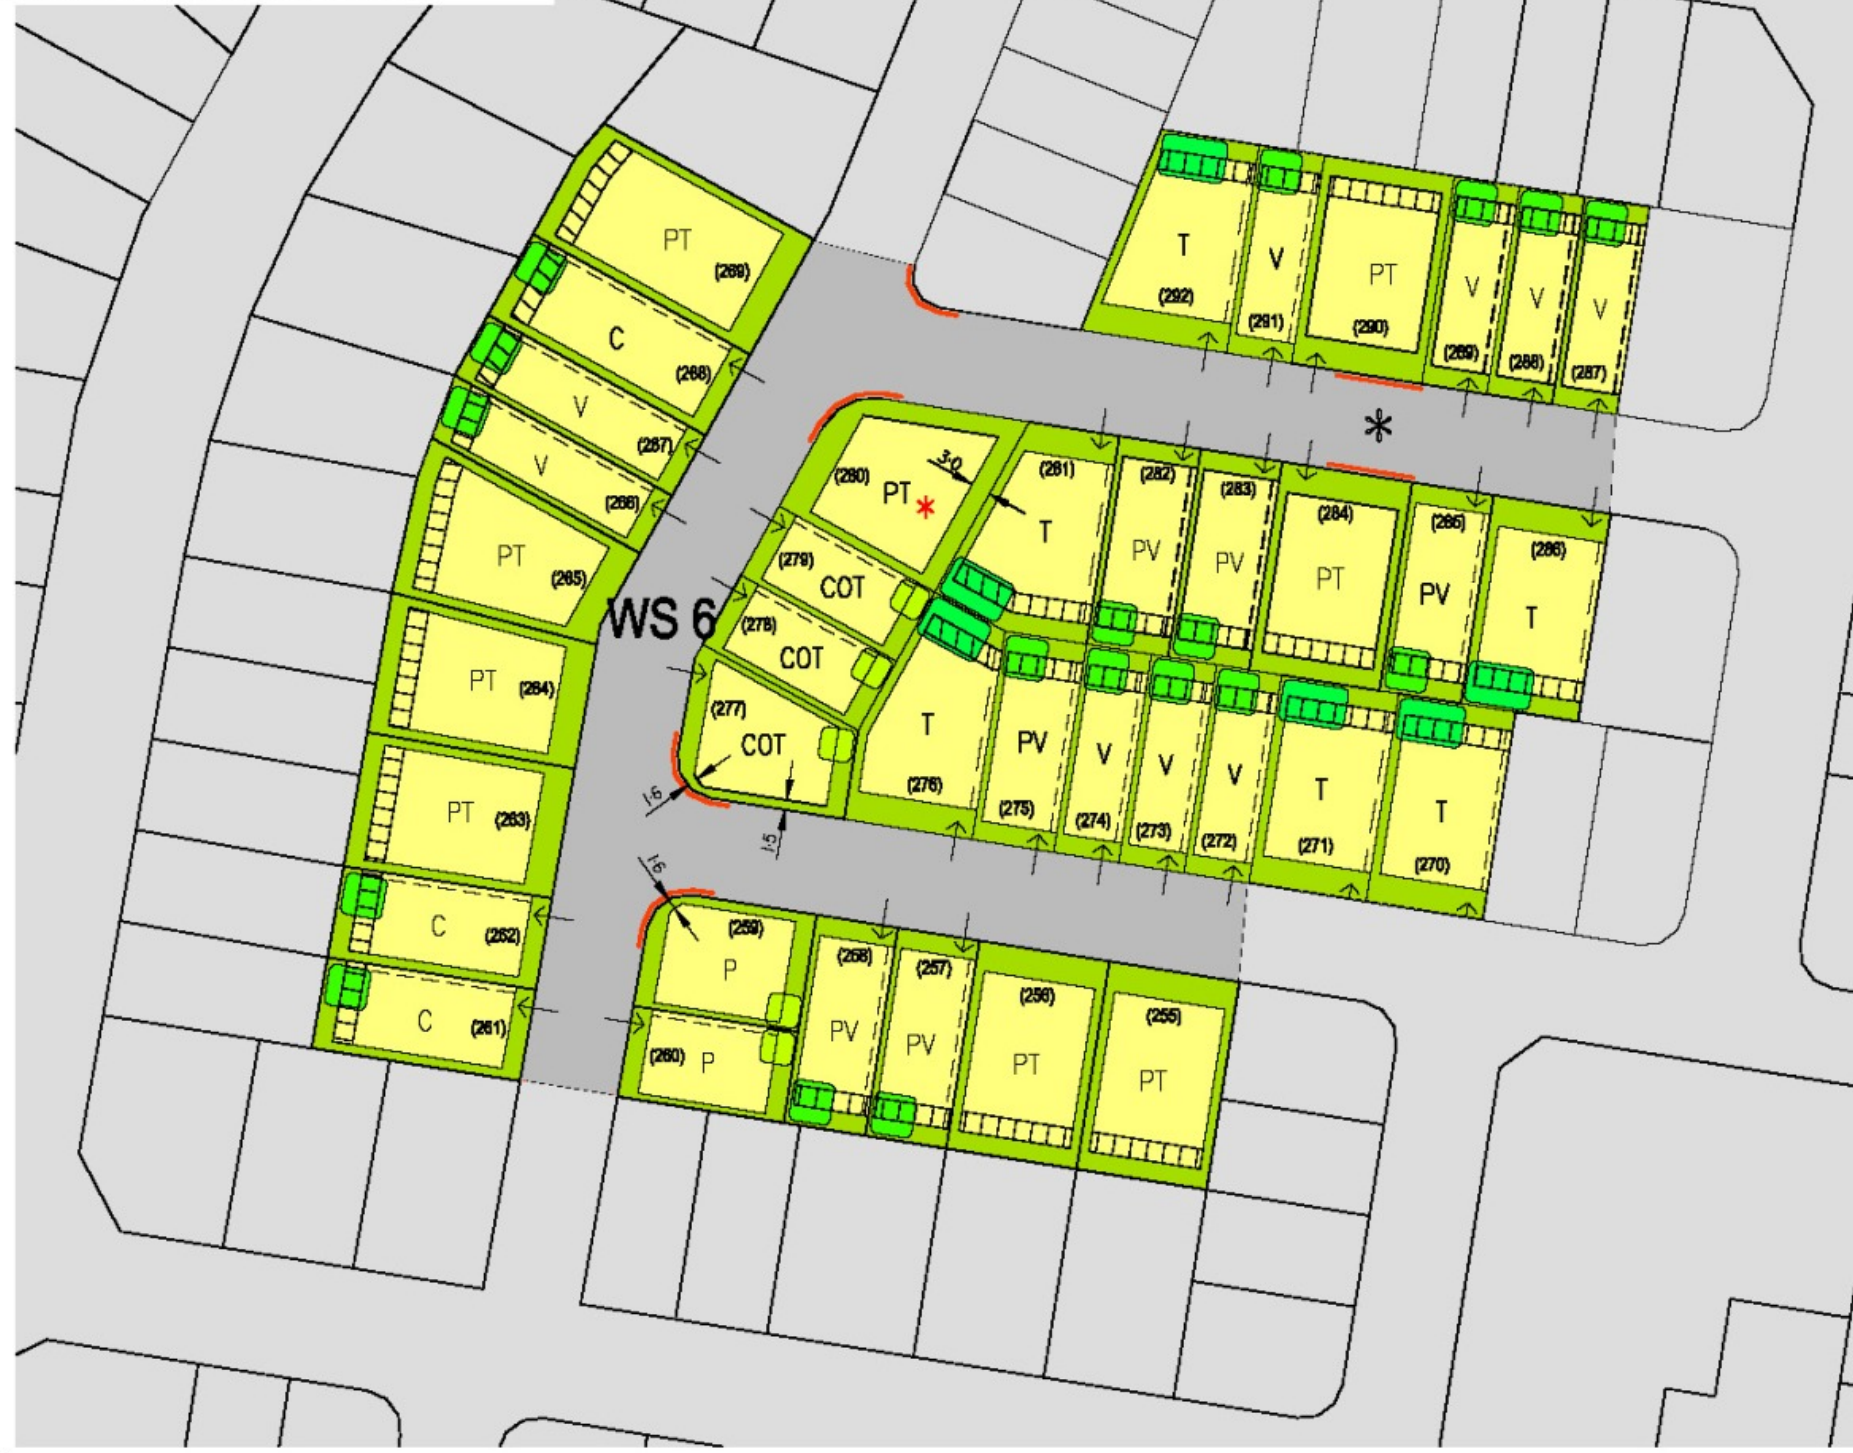 PT
(269)
C
(268)
V
(267)
V
(266)
PT
(265)
PT
(264)
PT
(263)
C
(262)
C
(261)
WS 6
T
(292)
V
(291)
PT
(290)
V
(289)
V
(288)
V
(287)
*
(280)
PT *
3·0
(281)
T
(282)
PV
(283)
PV
(284)
PT
(285)
PV
(286)
T
(279)
COT
(278)
COT
(277)
COT
1·6
1·5
1·6
T
(276)
PV
(275)
V
(274)
V
(273)
V
(272)
T
(271)
T
(270)
(259)
P
(260) P
(258)
PV
(257)
PV
(256)
PT
(255)
PT